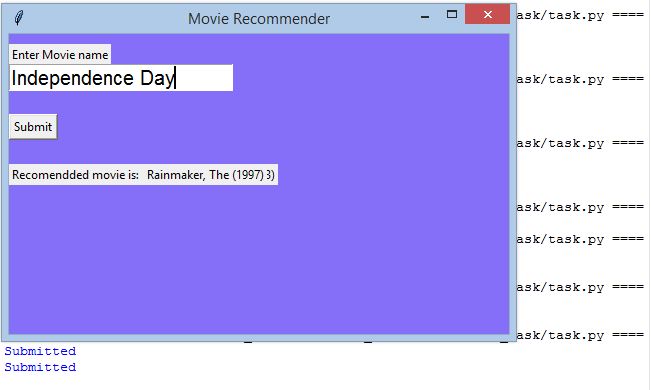 Movie Recommender
ask/task.py ====
Enter Movie name
Independence Day
ask/task.py ====
Submit
ask/task.py ====
Recomendded movie is: Rainmaker, The (1997) 3)
ask/task.py ====
ask/task.py ====
ask/task.py ====
ask/task.py ====
Submitted
Submitted